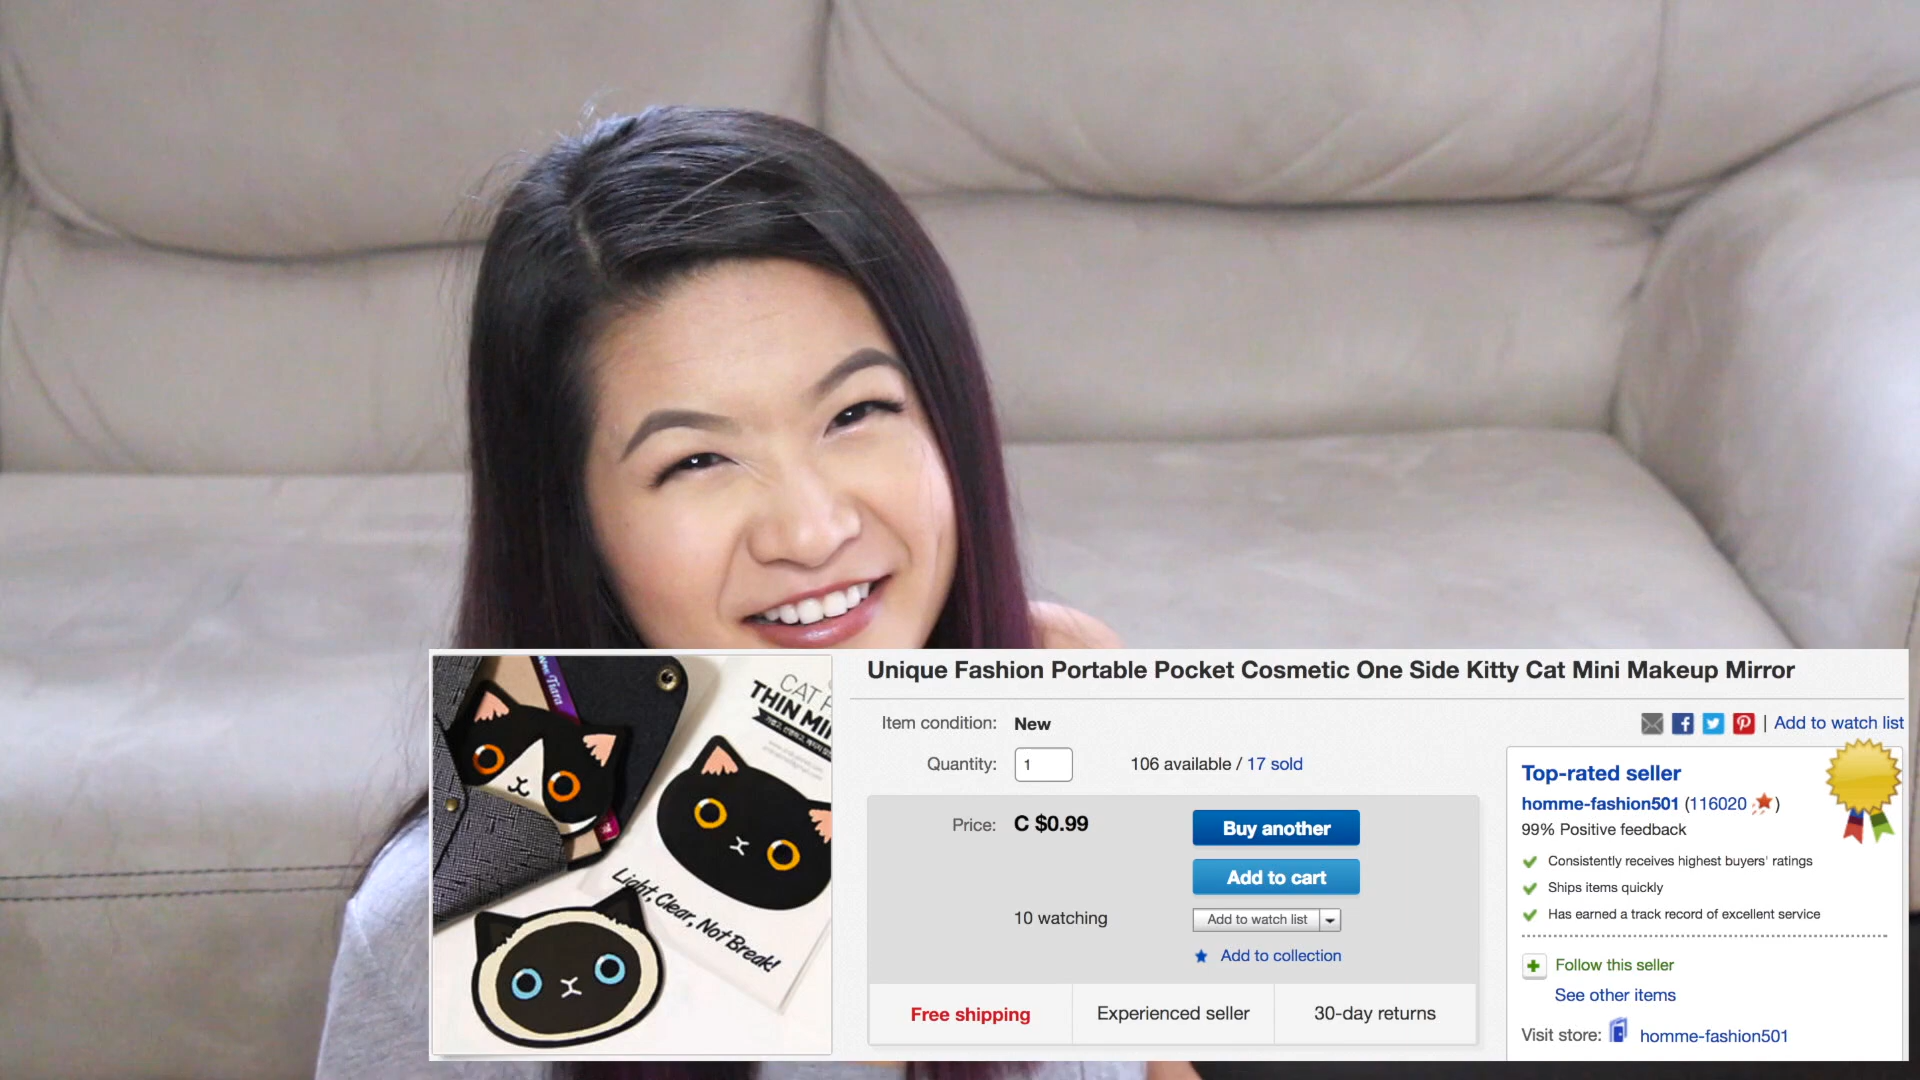 Tiara
CAT
THIN MI
Light, Clear, Not Break!
Unique Fashion Portable Pocket Cosmetic One Side Kitty Cat Mini Makeup Mirror
Item condition: New
| Add to watch list
Quantity: 1 106 available / 17 sold
Price: C $0.99
Buy another
Add to cart
10 watching
Add to watch list
Add to collection
Free shipping
Experienced seller
30-day returns
Top-rated seller
homme-fashion501 (116020 )
99% Positive feedback
Consistently receives highest buyers' ratings
Ships items quickly
Has earned a track record of excellent service
Follow this seller
See other items
Visit store: homme-fashion501